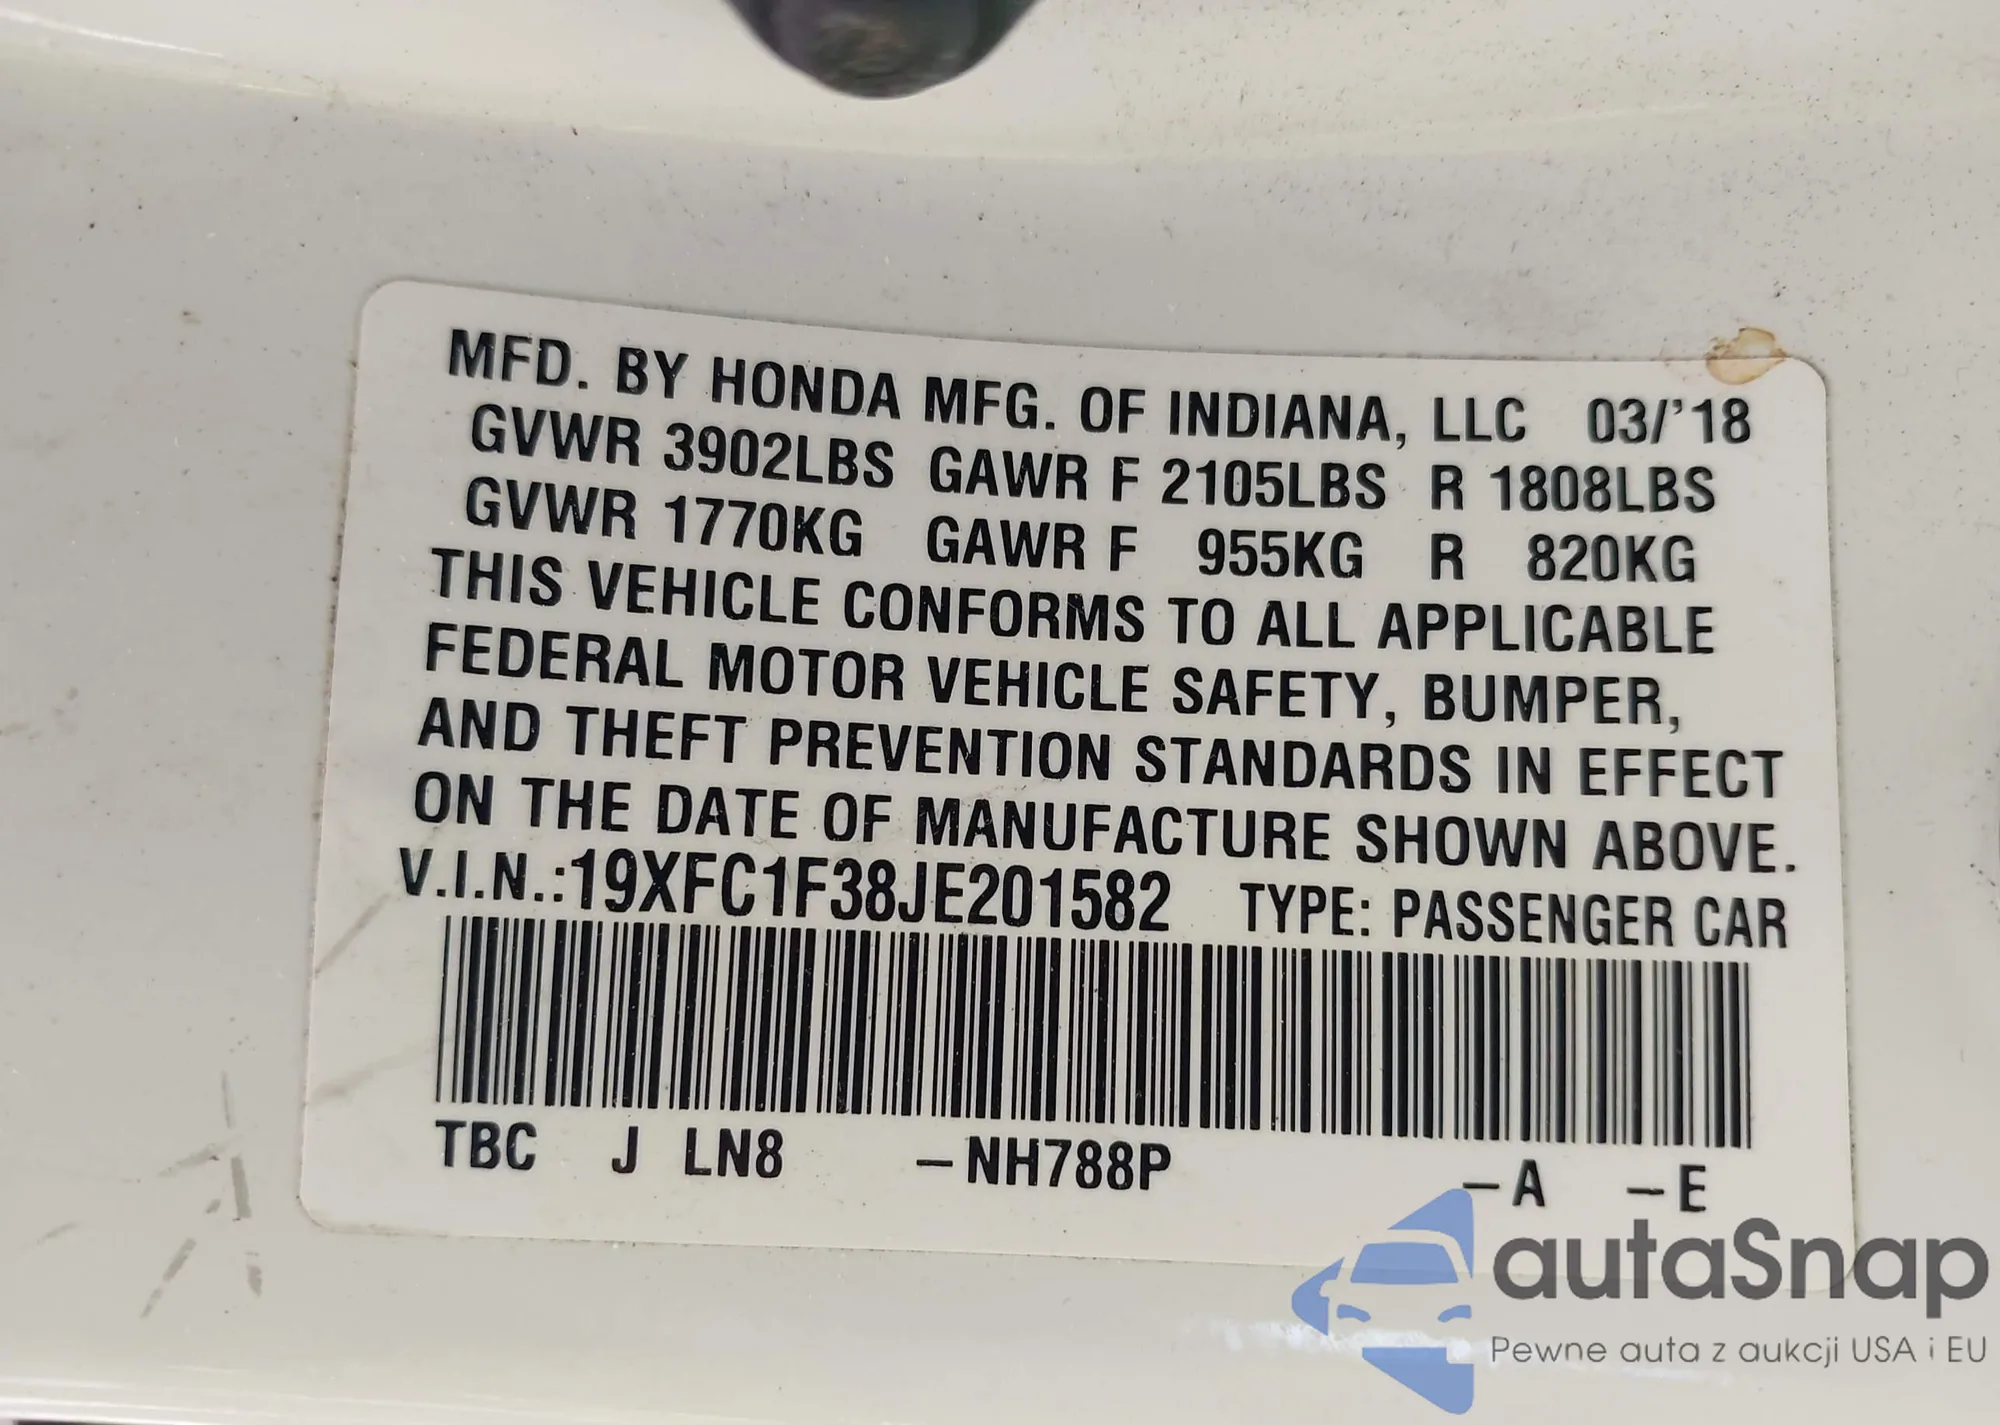 MFD. BY HONDA MFG. OF INDIANA, LLC 03/'18
GVWR 3902LBS GAWR F 2105LBS R 1808LBS
GVWR 1770KG GAWR F 955KG R 820KG
THIS VEHICLE CONFORMS TO ALL APPLICABLE
FEDERAL MOTOR VEHICLE SAFETY, BUMPER,
AND THEFT PREVENTION STANDARDS IN EFFECT
ON THE DATE OF MANUFACTURE SHOWN ABOVE.
V.I.N.:19XFC1F38JE201582 TYPE: PASSENGER CAR
TBC J LN8 –NH788P –A –E
autaSnap
Pewne auta z aukcji USA i EU